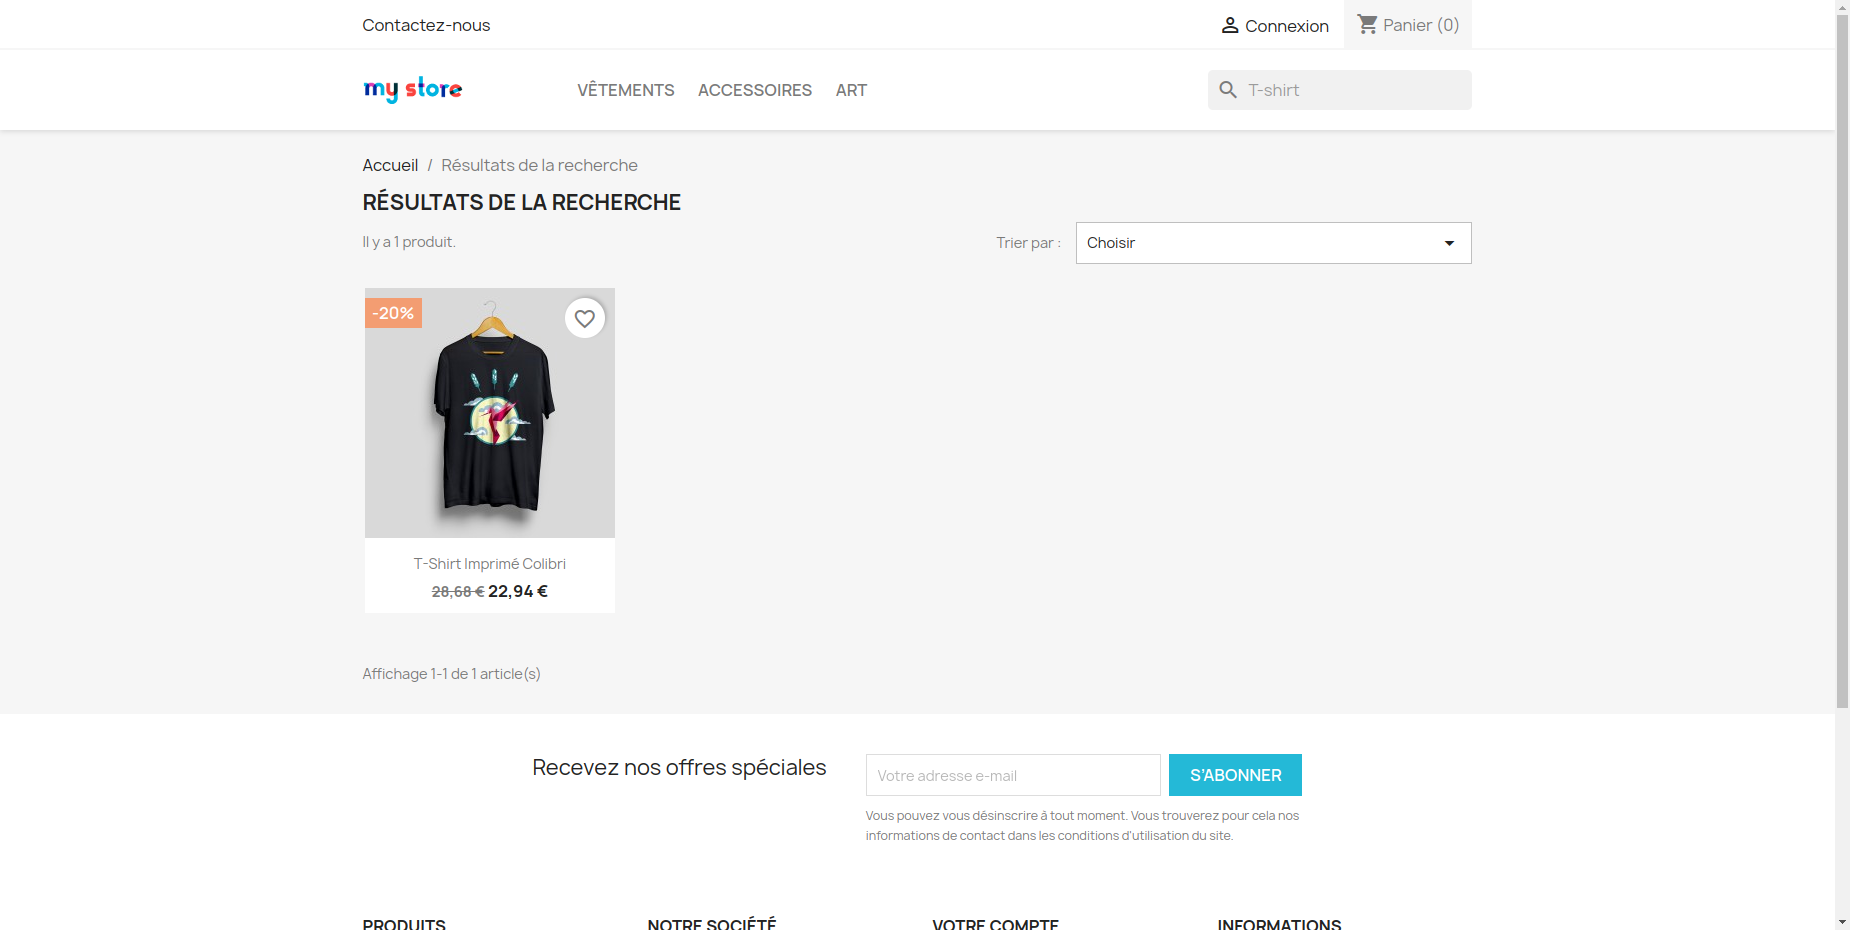 Contactez-nous
Connexion
Panier (0)
my store
VÊTEMENTS
ACCESSOIRES
ART
T-shirt
Accueil / Résultats de la recherche
RÉSULTATS DE LA RECHERCHE
Il y a 1 produit.
Trier par :
Choisir
-20%
T-Shirt Imprimé Colibri
28,68 € 22,94 €
Affichage 1-1 de 1 article(s)
Recevez nos offres spéciales
Votre adresse e-mail
S'ABONNER
Vous pouvez vous désinscrire à tout moment. Vous trouverez pour cela nos
informations de contact dans les conditions d'utilisation du site.
PRODUITS
NOTRE SOCIÉTÉ
VOTRE COMPTE
INFORMATIONS